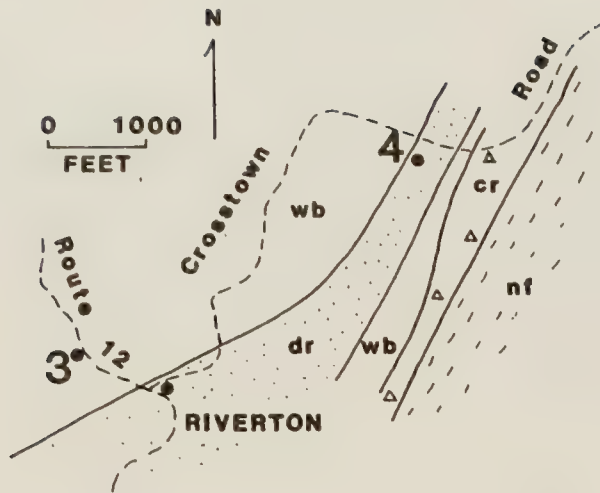 N
0 1000
FEET
Road
4
cr
Crosstown
wb
nf
Route 12
3
dr
wb
RIVERTON